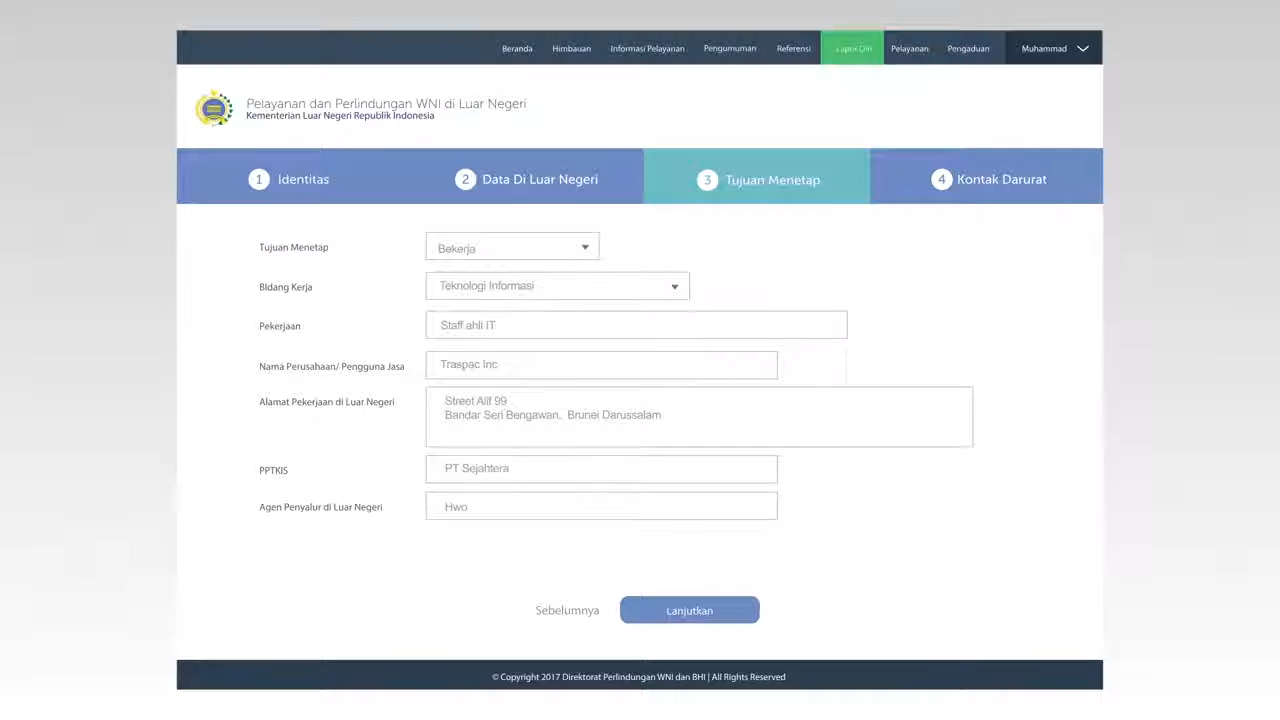 Beranda Himbauan Informasi Pelayanan Pengumuman Referensi Lapor Diri Pelayanan Pengaduan Muhammad
Pelayanan dan Perlindungan WNI di Luar Negeri
Kementerian Luar Negeri Republik Indonesia
1 Identitas 2 Data Di Luar Negeri 3 Tujuan Menetap 4 Kontak Darurat
Tujuan Menetap Bekerja
BIdang Kerja Teknologi Informasi
Pekerjaan Staff ahli IT
Nama Perusahaan/ Pengguna Jasa Traspac Inc
Alamat Pekerjaan di Luar Negeri Street Alif 99
Bandar Seri Bengawan, Brunei Darussalam
PPTKIS PT Sejahtera
Agen Penyalur di Luar Negeri Hwo
Sebelumnya Lanjutkan
© Copyright 2017 Direktorat Perlindungan WNI dan BHI | All Rights Reserved